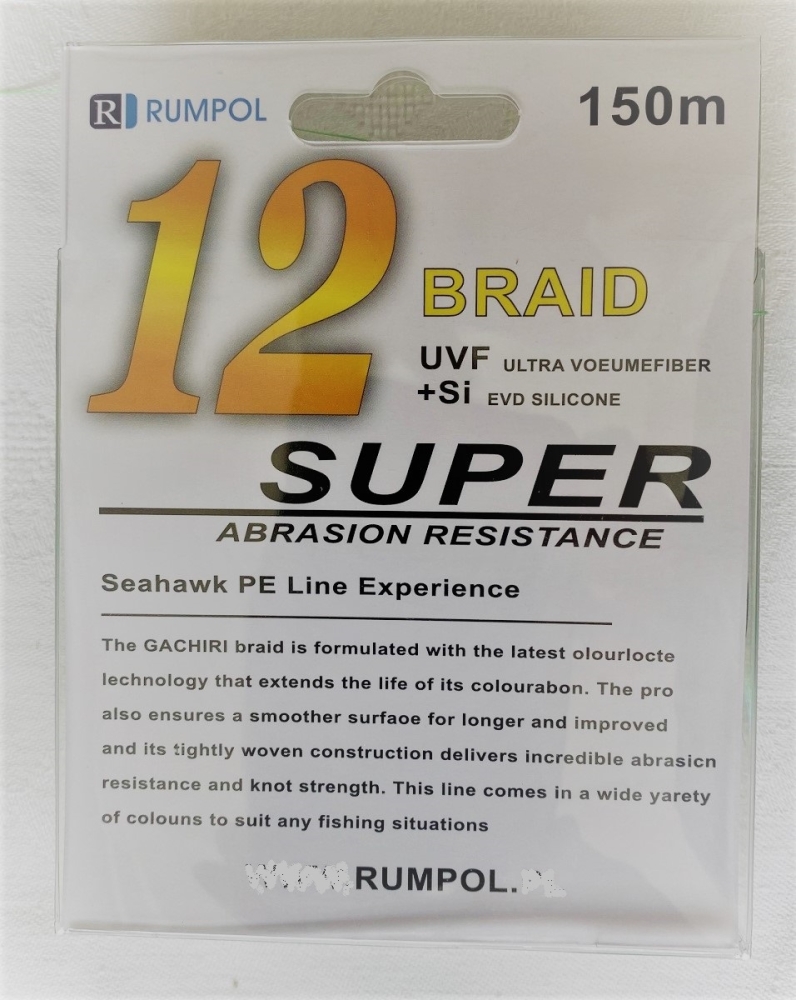 R RUMPOL
150m
12 BRAID
UVF ULTRA VOEUMEFIBER
+Si EVD SILICONE
SUPER
ABRASION RESISTANCE
Seahawk PE Line Experience
The GACHIRI braid is formulated with the latest olourlocte
lechnology that extends the life of its colourabon. The pro
also ensures a smoother surfaoe for longer and improved
and its tightly woven construction delivers incredible abrasicn
resistance and knot strength. This line comes in a wide yarety
of colouns to suit any fishing situations
www.RUMPOL.PL